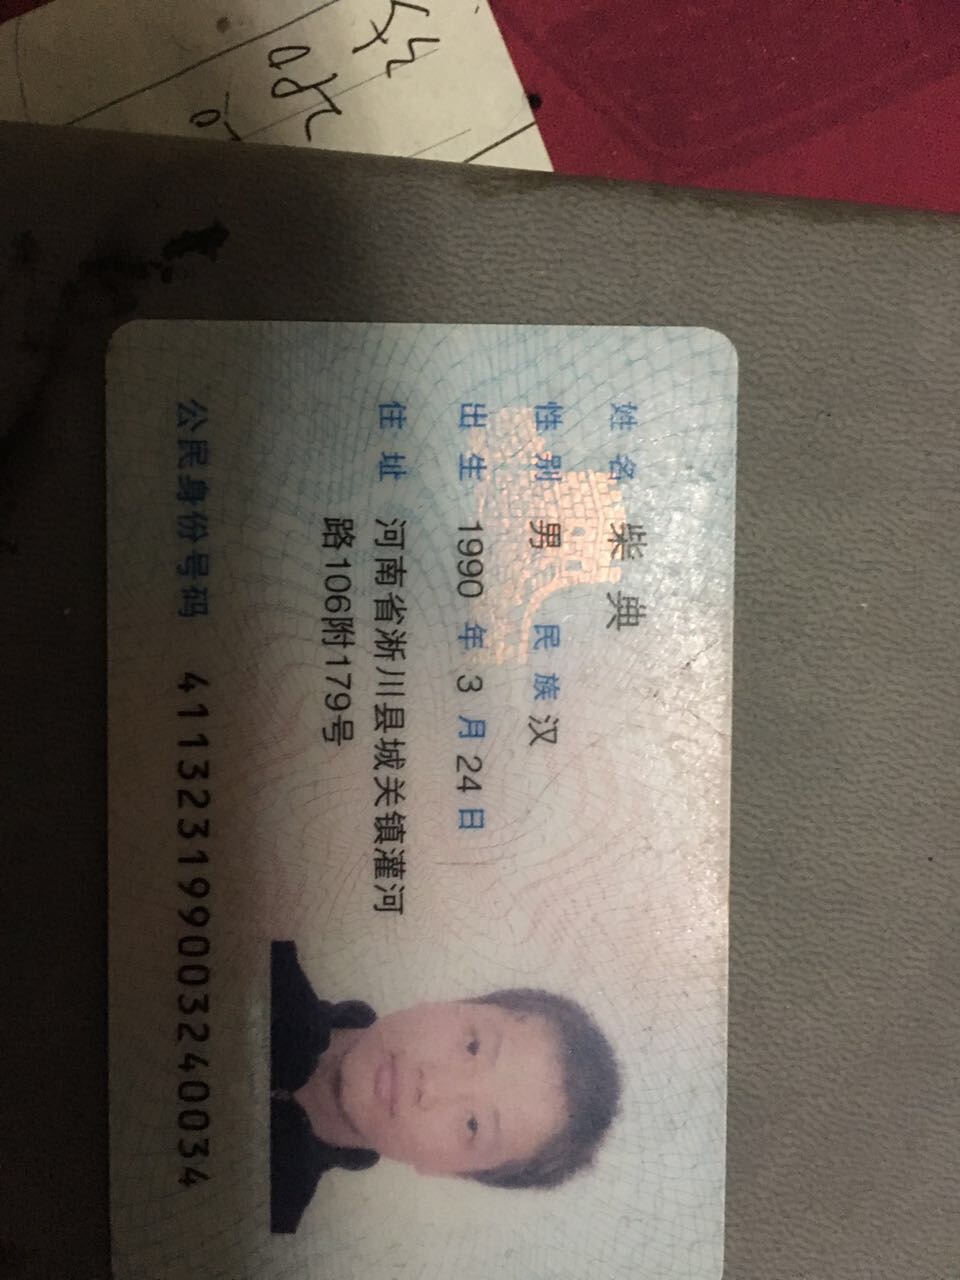 姓名 柴典
性别 男 民族 汉
出生 1990 年 3 月 24 日
住址 河南省淅川县城关镇灌河
路106附179号
公民身份号码 411323199003240034